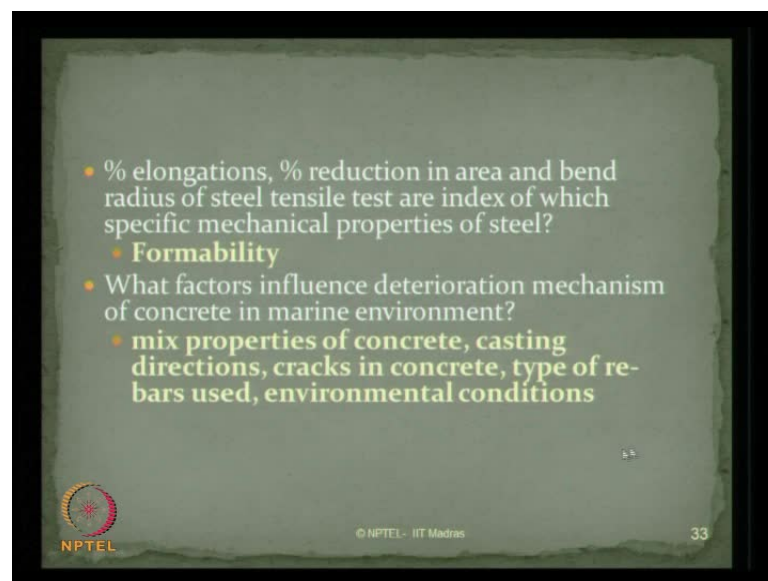 • % elongations, % reduction in area and bend
radius of steel tensile test are index of which
specific mechanical properties of steel?
• Formability
• What factors influence deterioration mechanism
of concrete in marine environment?
• mix properties of concrete, casting
directions, cracks in concrete, type of re-
bars used, environmental conditions
NPTEL
© NPTEL- IIT Madras
33